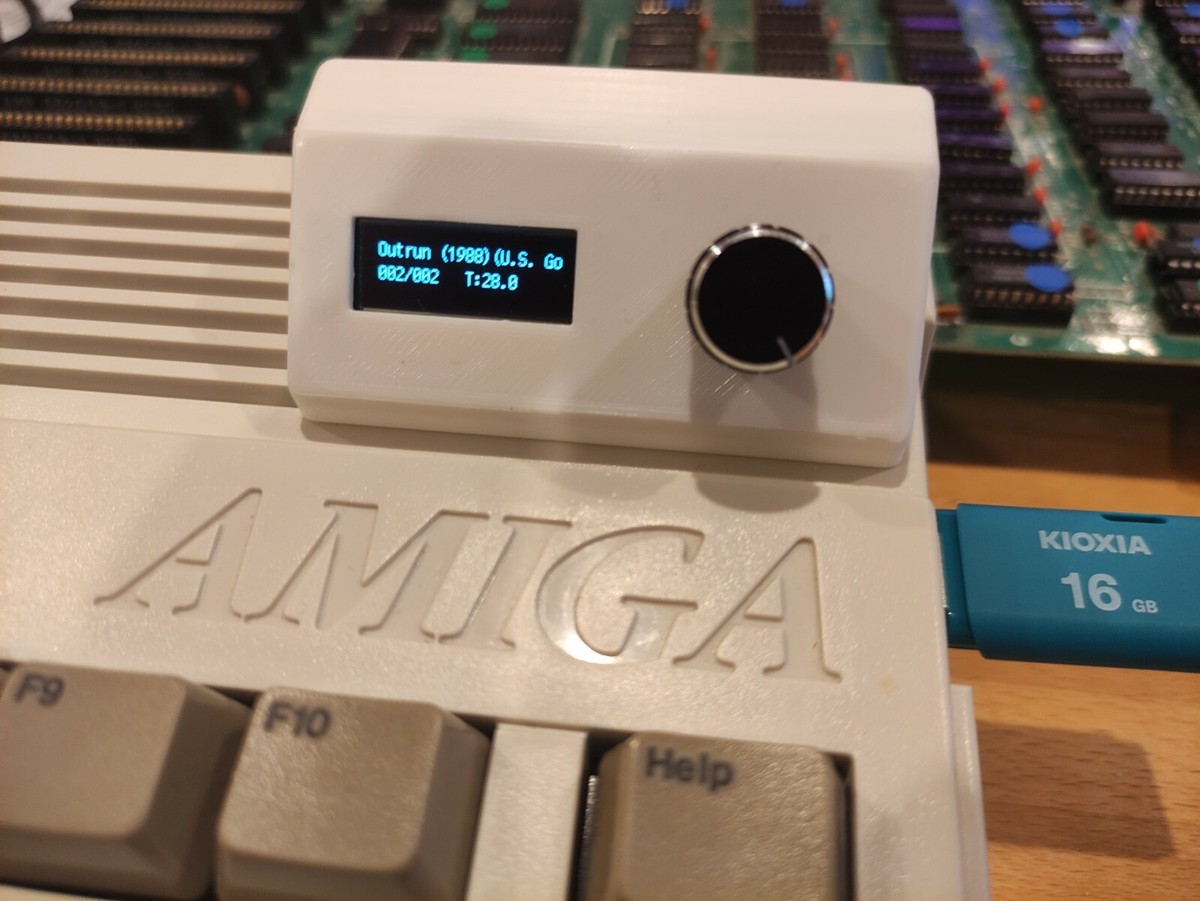 Outrun (1988)(U.S. Go
002/002 T:28.0
AMIGA
KIOXIA
16 GB
F9
F10
Help